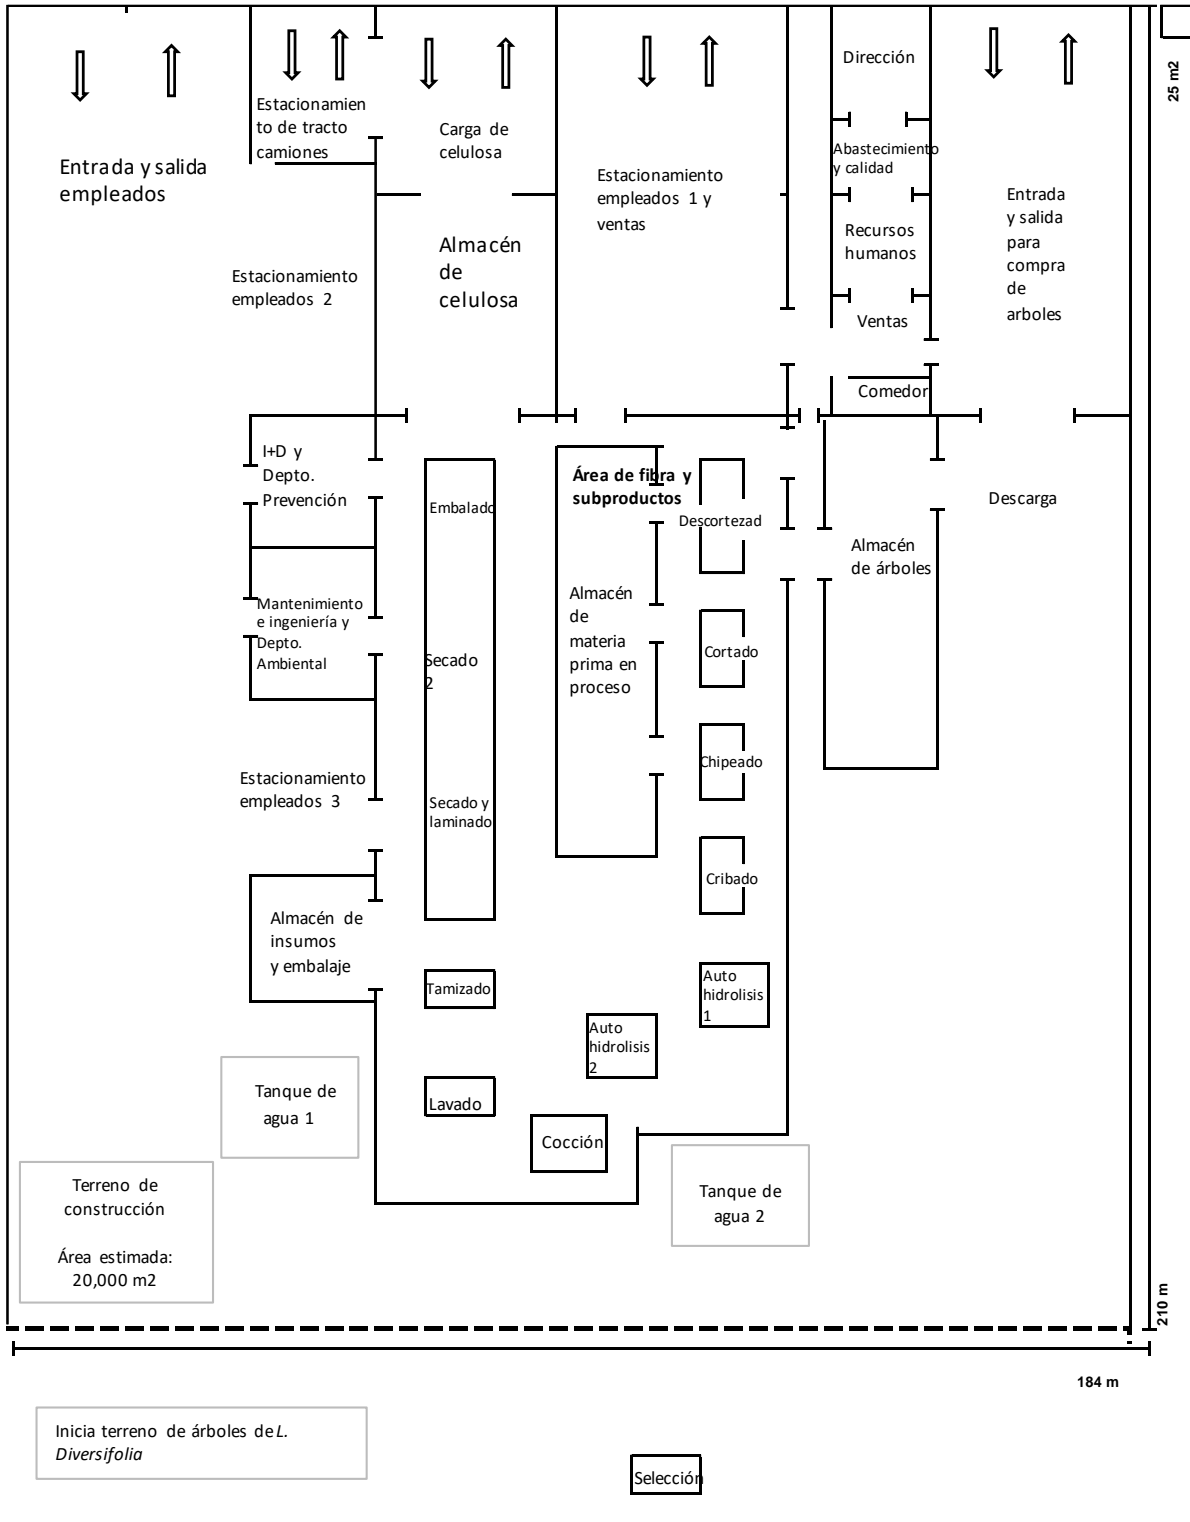 Dirección
25 m2
Estacionamien
to de tracto
camiones
Carga de
celulosa
Abastecimiento
y calidad
Entrada y salida
empleados
Estacionamiento
empleados 1 y
ventas
Entrada
y salida
para
compra
de
arboles
Recursos
humanos
Almacén
de
celulosa
Estacionamiento
empleados 2
Ventas
Comedor
I+D y
Depto.
Prevención
Embalado
Área de fibra y
subproductos
Descortezad
Descarga
Almacén
de árboles
Mantenimiento
e ingeniería y
Depto.
Ambiental
Secado
2
Almacén
de
materia
prima en
proceso
Cortado
Chipeado
Estacionamiento
empleados 3
Secado y
laminado
Cribado
Almacén de
insumos
y embalaje
Tamizado
Auto
hidrolisis
1
Auto
hidrolisis
2
Tanque de
agua 1
Lavado
Cocción
Terreno de
construcción
Área estimada:
20,000 m2
Tanque de
agua 2
210 m
184 m
Inicia terreno de árboles de L.
Diversifolia
Selección